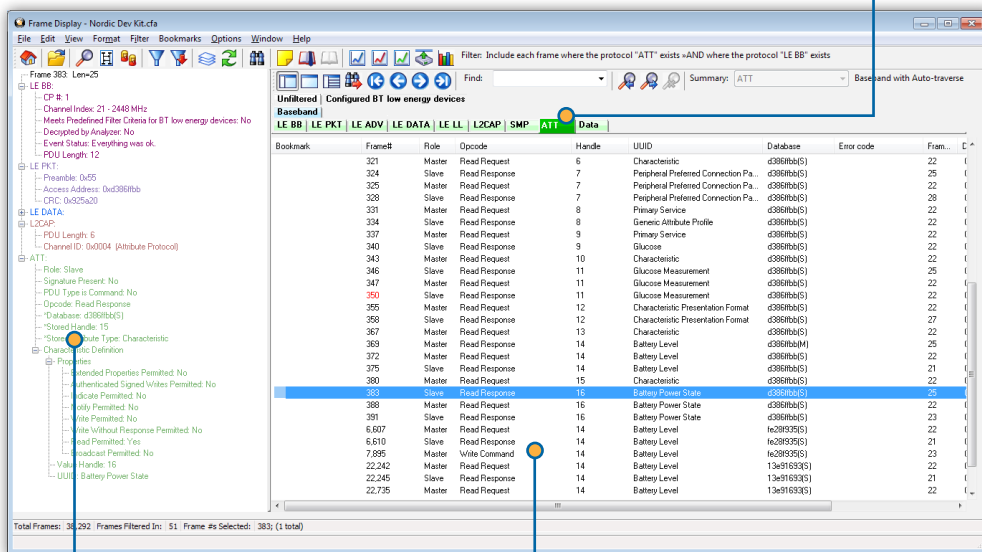 Frame Display - Nordic Dev Kit.cfa
File Edit View Format Filter Bookmarks Options Window Help
Filter: Include each frame where the protocol "ATT" exists »AND where the protocol "LE BB" exists
Find:
Summary: ATT
Baseband with Auto-traverse
Unfiltered Configured BT low energy devices
Baseband
LE BB LE PKT LE ADV LE DATA LE LL L2CAP SMP ATT Data
Frame 383: Len=25
LE BB:
CP #: 1
Channel Index: 21 - 2448 MHz
Meets Predefined Filter Criteria for BT low energy devices: No
Decrypted by Analyzer: No
Event Status: Everything was ok.
PDU Length: 12
LE PKT:
Preamble: 0x55
Access Address: 0xd386ffbb
CRC: 0x925a20
LE DATA:
L2CAP:
PDU Length: 6
Channel ID: 0x0004 (Attribute Protocol)
ATT:
Role: Slave
Signature Present: No
PDU Type is Command: No
Opcode: Read Response
*Database: d386ffbb(S)
*Stored Handle: 15
Characteristic Definition
Properties
Extended Properties Permitted: No
Authenticated Signed Writes Permitted: No
Indicate Permitted: No
Notify Permitted: No
Write Permitted: No
Write Without Response Permitted: No
Read Permitted: Yes
Broadcast Permitted: No
Value Handle: 16
UUID: Battery Power State
Bookmark Frame# Role Opcode Handle UUID Database Error code Fram...
321 Master Read Request 6 Characteristic d386ffbb(S) 22
324 Slave Read Response 7 Peripheral Preferred Connection Pa... d386ffbb(S) 25
325 Master Read Request 7 Peripheral Preferred Connection Pa... d386ffbb(S) 22
328 Slave Read Response 7 Peripheral Preferred Connection Pa... d386ffbb(S) 28
331 Master Read Request 8 Primary Service d386ffbb(S) 22
334 Slave Read Response 8 Generic Attribute Profile d386ffbb(S) 22
337 Master Read Request 9 Primary Service d386ffbb(S) 22
340 Slave Read Response 9 Glucose d386ffbb(S) 22
343 Master Read Request 10 Characteristic d386ffbb(S) 22
346 Slave Read Response 11 Glucose Measurement d386ffbb(S) 25
347 Master Read Request 11 Glucose Measurement d386ffbb(S) 22
350 Slave Read Response 11 Glucose Measurement d386ffbb(S) 22
355 Master Read Request 12 Characteristic Presentation Format d386ffbb(S) 22
358 Slave Read Response 12 Characteristic Presentation Format d386ffbb(S) 27
367 Master Read Request 13 Characteristic d386ffbb(S) 22
369 Slave Read Response 14 Battery Level d386ffbb(M) 25
372 Master Read Request 14 Battery Level d386ffbb(S) 22
375 Slave Read Response 14 Battery Level d386ffbb(S) 21
380 Master Read Request 15 Characteristic d386ffbb(S) 22
383 Slave Read Response 16 Battery Power State d386ffbb(S) 25
388 Master Read Request 16 Battery Power State d386ffbb(S) 22
391 Slave Read Response 16 Battery Power State d386ffbb(S) 23
6,607 Master Read Request 14 Battery Level fe28f935(S) 22
6,610 Slave Read Response 14 Battery Level fe28f935(S) 21
7,895 Master Write Command 14 Battery Level fe28f935(S) 23
22,242 Master Read Request 14 Battery Level 13e91693(S) 22
22,245 Slave Read Response 14 Battery Level 13e91693(S) 21
22,735 Master Read Request 14 Battery Level 13e91693(S) 22
Total Frames: 38,292 Frames Filtered In: 51 Frame #s Selected: 383; (1 total)